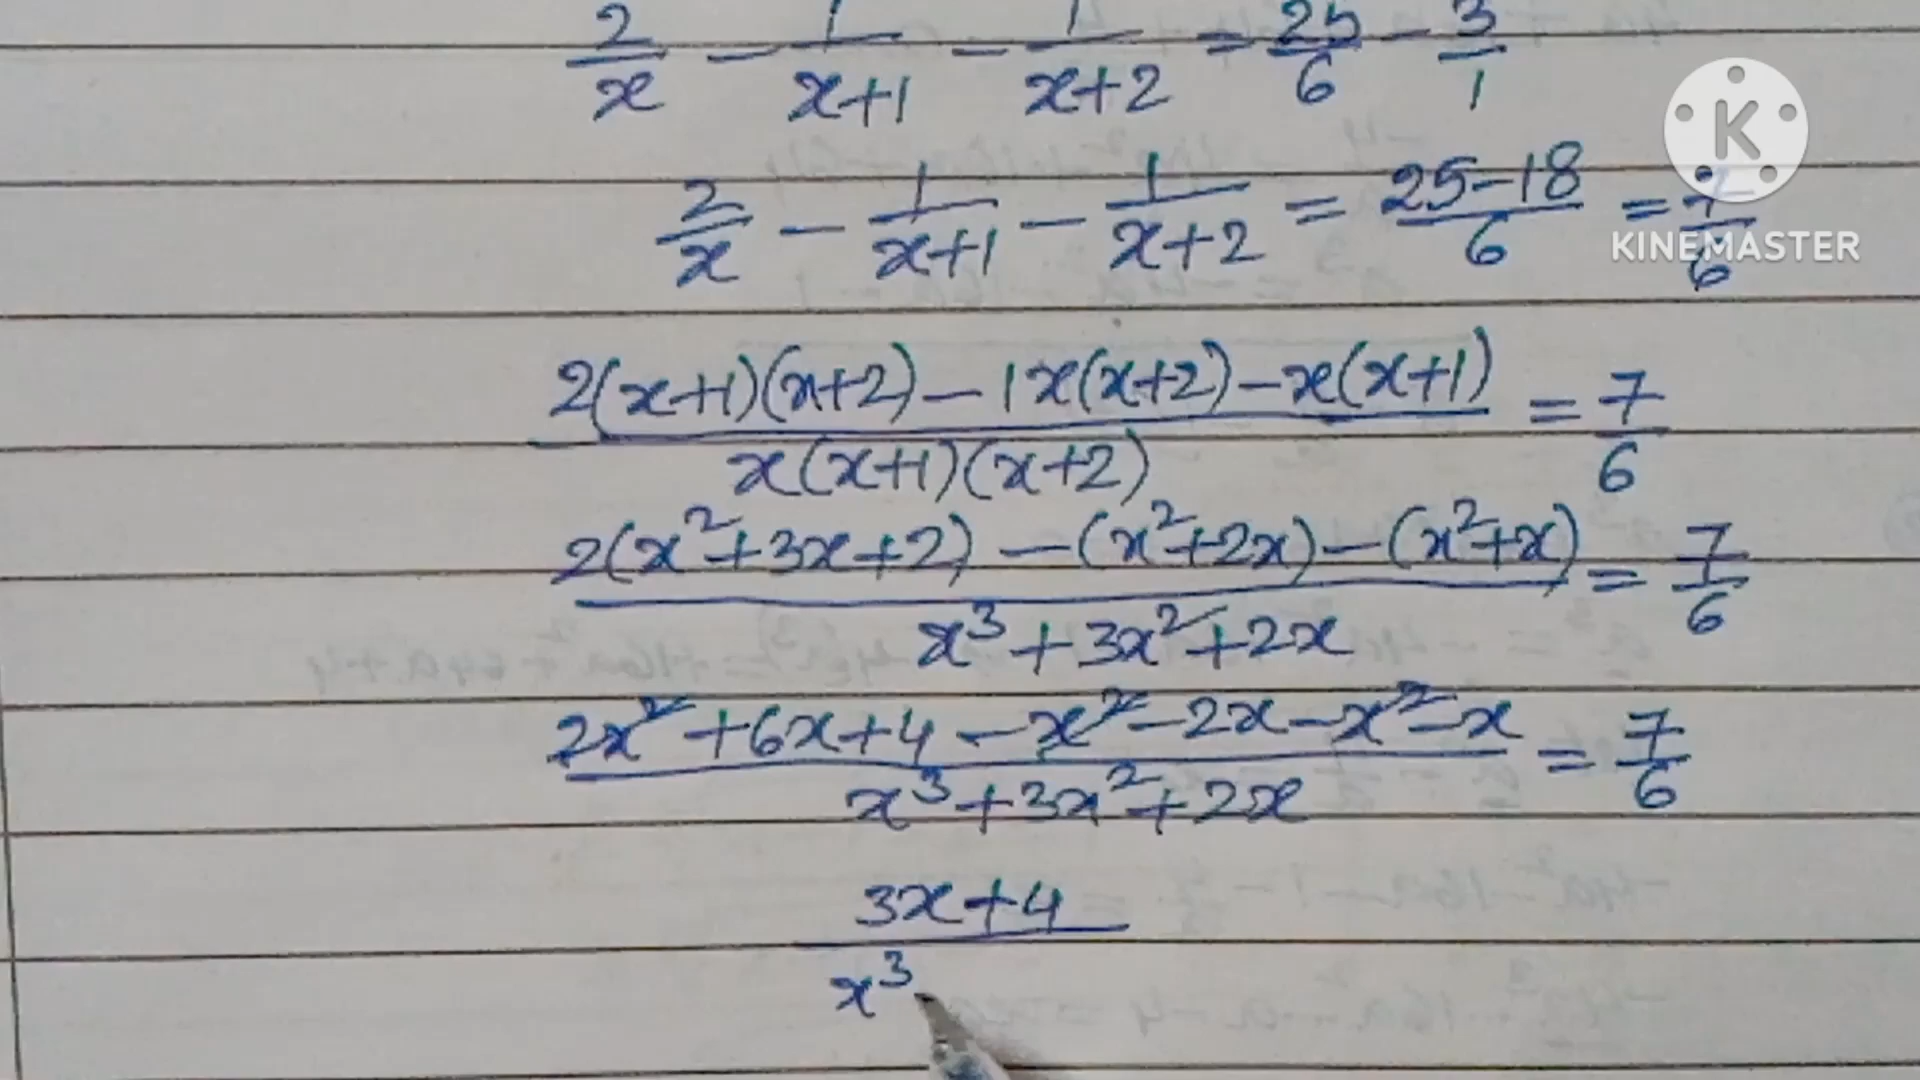 2/x - 1/(x+1) - 1/(x+2) = 25/6 - 3/1
2/x - 1/(x+1) - 1/(x+2) = (25-18)/6 = 7/6
K
KINEMASTER
(2(x+1)(x+2) - 1x(x+2) - x(x+1))/(x(x+1)(x+2)) = 7/6
(2(x²+3x+2) - (x²+2x) - (x²+x))/(x³+3x²+2x) = 7/6
(2x²+6x+4 - x² - 2x - x² - x)/(x³+3x²+2x) = 7/6
3x+4
x³